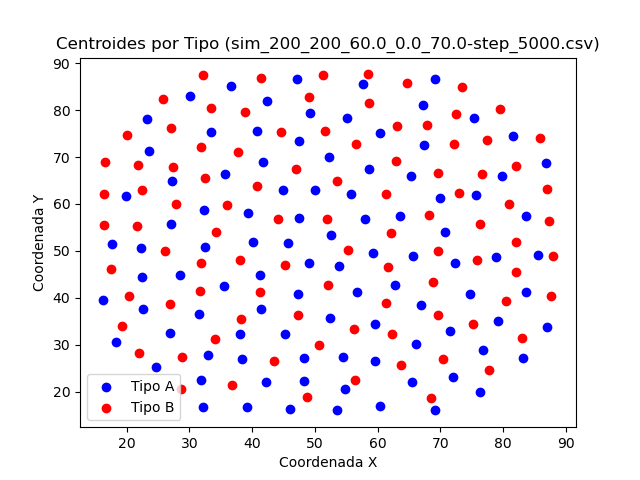 Centroides por Tipo (sim_200_200_60.0_0.0_70.0-step_5000.csv)
90
80
70
60
50
40
30
20
Coordenada Y
Tipo A
Tipo B
20 30 40 50 60 70 80 90
Coordenada X